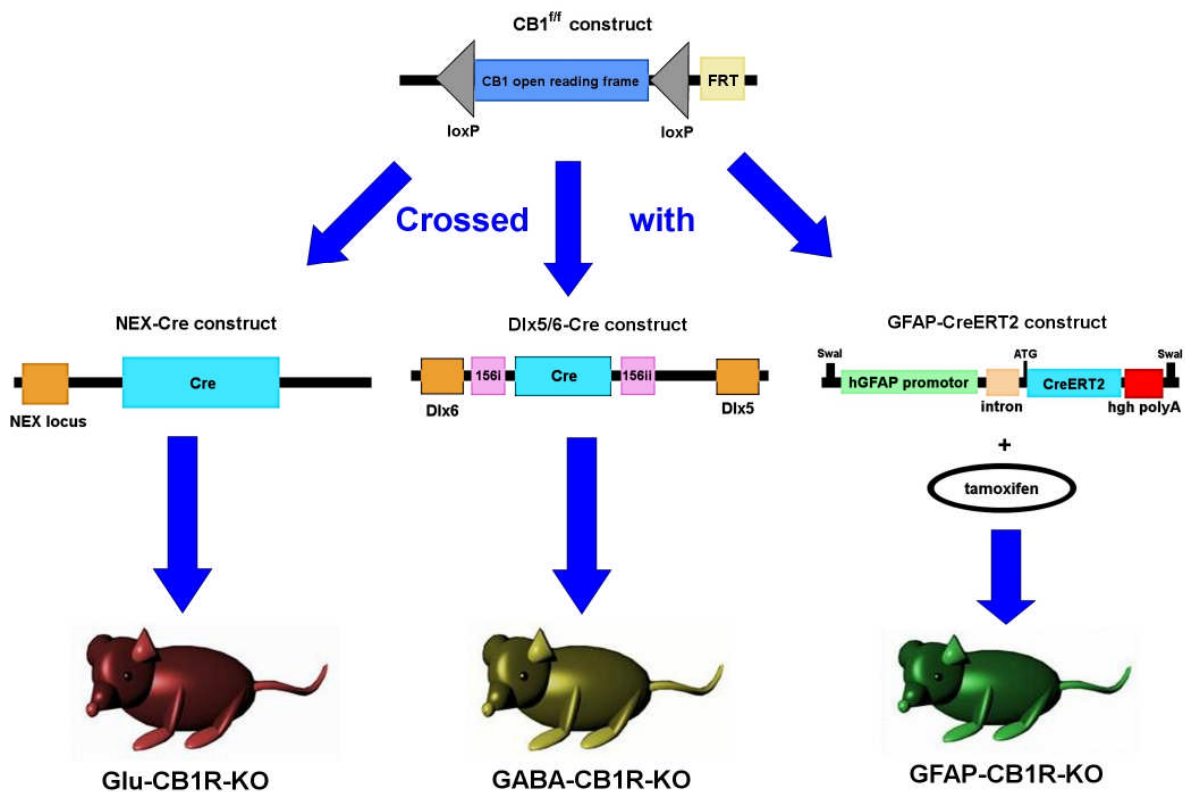 CB1f/f construct
CB1 open reading frame
FRT
loxP
loxP
Crossed with
NEX-Cre construct
Cre
NEX locus
Dlx5/6-Cre construct
156i
Cre
156ii
Dlx6
Dlx5
GFAP-CreERT2 construct
SwaI
ATG
SwaI
hGFAP promotor
CreERT2
intron
hgh polyA
+
tamoxifen
Glu-CB1R-KO
GABA-CB1R-KO
GFAP-CB1R-KO